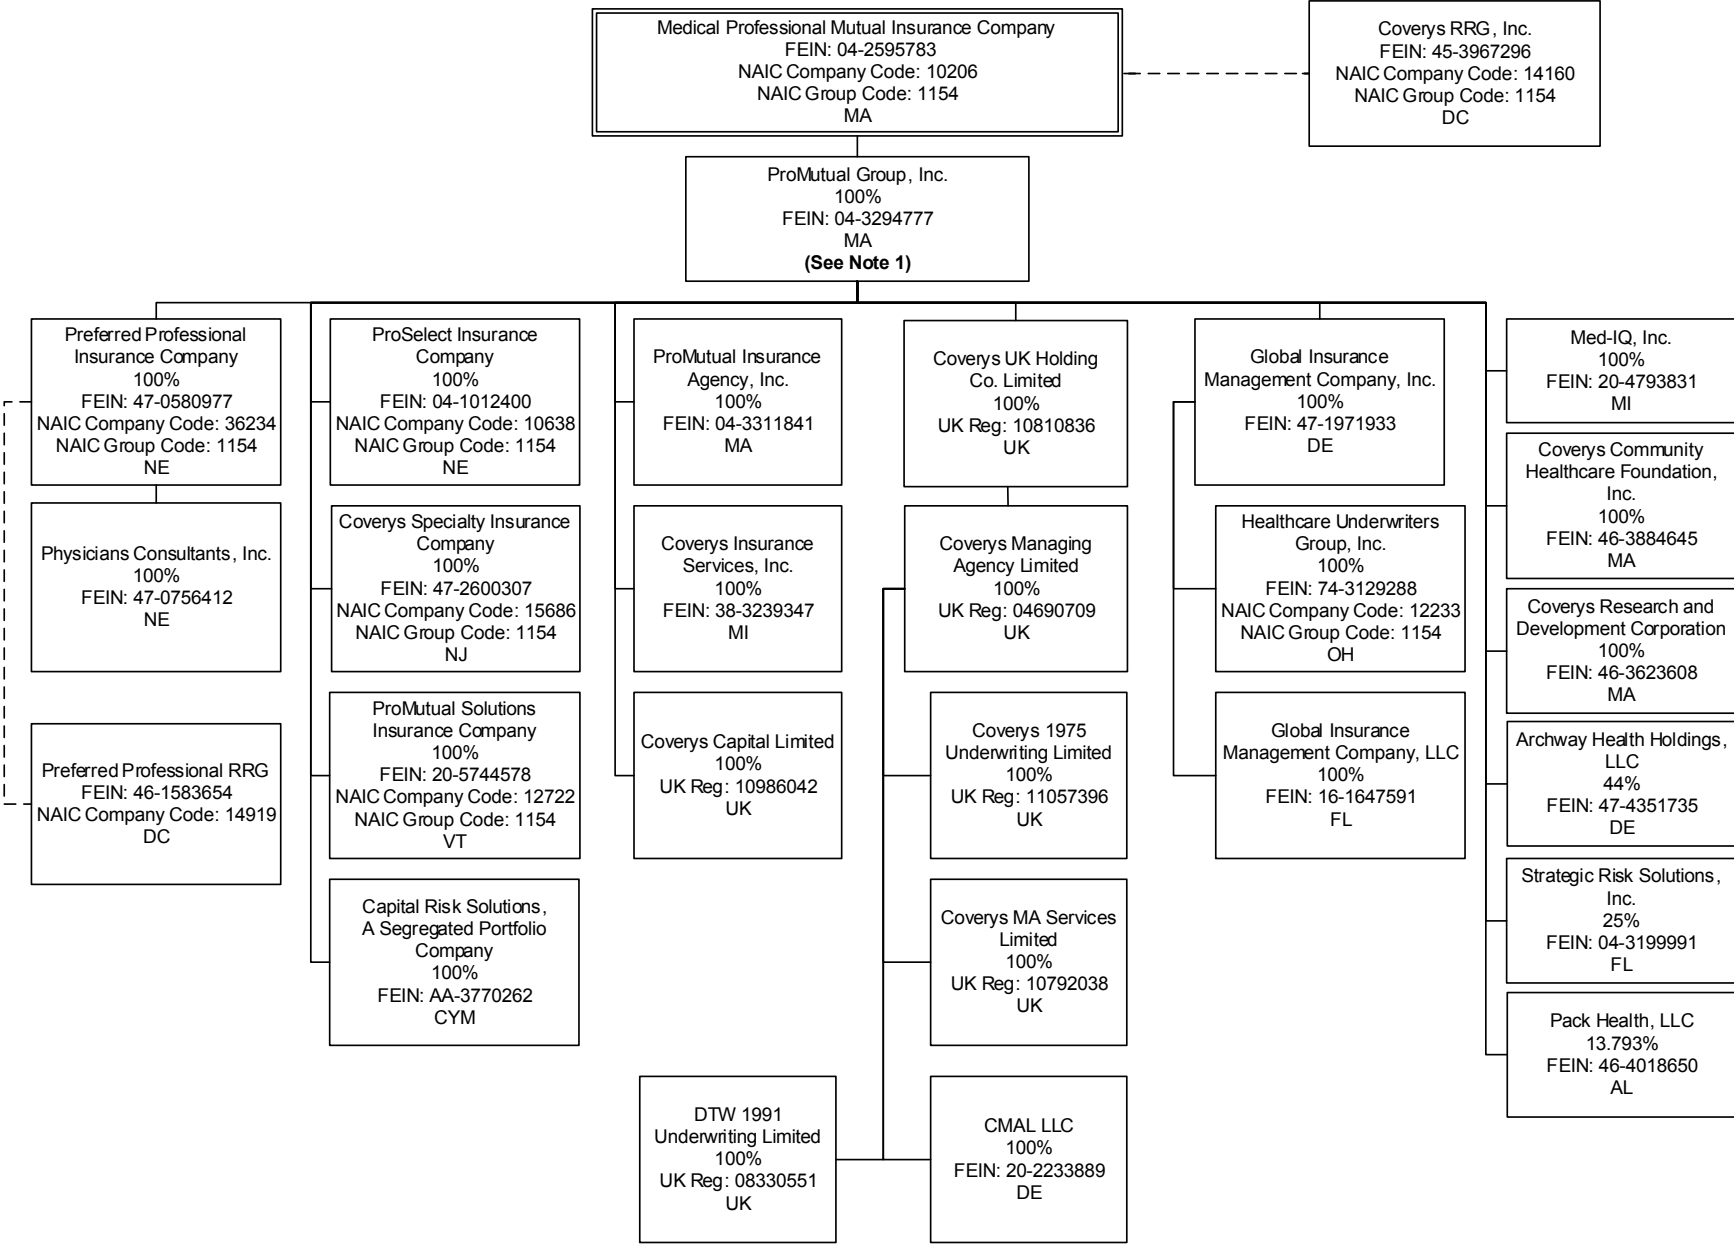 Medical Professional Mutual Insurance Company
FEIN: 04-2595783
NAIC Company Code: 10206
NAIC Group Code: 1154
MA
Coverys RRG, Inc.
FEIN: 45-3967296
NAIC Company Code: 14160
NAIC Group Code: 1154
DC
ProMutual Group, Inc.
100%
FEIN: 04-3294777
MA
(See Note 1)
Preferred Professional
Insurance Company
100%
FEIN: 47-0580977
NAIC Company Code: 36234
NAIC Group Code: 1154
NE
Physicians Consultants, Inc.
100%
FEIN: 47-0756412
NE
Preferred Professional RRG
FEIN: 46-1583654
NAIC Company Code: 14919
DC
ProSelect Insurance
Company
100%
FEIN: 04-1012400
NAIC Company Code: 10638
NAIC Group Code: 1154
NE
Coverys Specialty Insurance
Company
100%
FEIN: 47-2600307
NAIC Company Code: 15686
NAIC Group Code: 1154
NJ
ProMutual Solutions
Insurance Company
100%
FEIN: 20-5744578
NAIC Company Code: 12722
NAIC Group Code: 1154
VT
Capital Risk Solutions,
A Segregated Portfolio
Company
100%
FEIN: AA-3770262
CYM
ProMutual Insurance
Agency, Inc.
100%
FEIN: 04-3311841
MA
Coverys Insurance
Services, Inc.
100%
FEIN: 38-3239347
MI
Coverys Capital Limited
100%
UK Reg: 10986042
UK
Coverys UK Holding
Co. Limited
100%
UK Reg: 10810836
UK
Coverys Managing
Agency Limited
100%
UK Reg: 04690709
UK
Coverys 1975
Underwriting Limited
100%
UK Reg: 11057396
UK
Coverys MA Services
Limited
100%
UK Reg: 10792038
UK
DTW 1991
Underwriting Limited
100%
UK Reg: 08330551
UK
CMAL LLC
100%
FEIN: 20-2233889
DE
Global Insurance
Management Company, Inc.
100%
FEIN: 47-1971933
DE
Healthcare Underwriters
Group, Inc.
100%
FEIN: 74-3129288
NAIC Company Code: 12233
NAIC Group Code: 1154
OH
Global Insurance
Management Company, LLC
100%
FEIN: 16-1647591
FL
Med-IQ, Inc.
100%
FEIN: 20-4793831
MI
Coverys Community
Healthcare Foundation,
Inc.
100%
FEIN: 46-3884645
MA
Coverys Research and
Development Corporation
100%
FEIN: 46-3623608
MA
Archway Health Holdings,
LLC
44%
FEIN: 47-4351735
DE
Strategic Risk Solutions,
Inc.
25%
FEIN: 04-3199991
FL
Pack Health, LLC
13.793%
FEIN: 46-4018650
AL